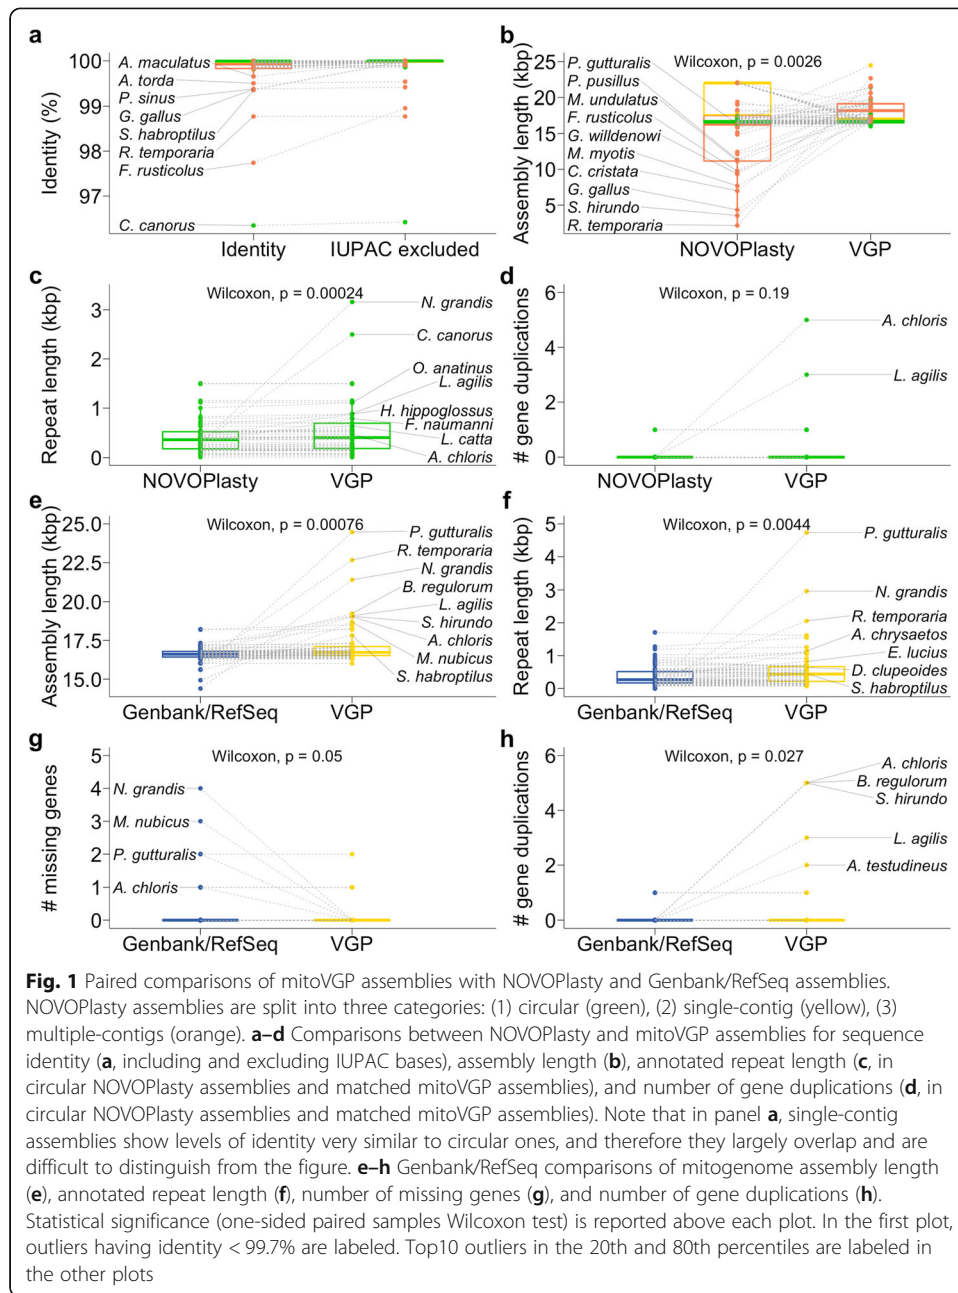 a
100
99
98
97
Identity (%)
A. maculatus
A. torda
P. sinus
G. gallus
S. habroptilus
R. temporaria
F. rusticolus
C. canorus
Identity
IUPAC excluded
b
Wilcoxon, p = 0.0026
25
20
15
10
5
Assembly length (kbp)
P. gutturalis
P. pusillus
M. undulatus
F. rusticolus
G. willdenowi
M. myotis
C. cristata
G. gallus
S. hirundo
R. temporaria
NOVOPlasty
VGP
c
Wilcoxon, p = 0.00024
3
2
1
0
Repeat length (kbp)
N. grandis
C. canorus
O. anatinus
L. agilis
H. hippoglossus
F. naumanni
L. catta
A. chloris
NOVOPlasty
VGP
d
Wilcoxon, p = 0.19
6
4
2
0
# gene duplications
A. chloris
L. agilis
NOVOPlasty
VGP
e
Wilcoxon, p = 0.00076
25.0
22.5
20.0
17.5
15.0
Assembly length (kbp)
P. gutturalis
R. temporaria
N. grandis
B. regulorum
L. agilis
S. hirundo
A. chloris
M. nubicus
S. habroptilus
Genbank/RefSeq
VGP
f
Wilcoxon, p = 0.0044
5
4
3
2
1
0
Repeat length (kbp)
P. gutturalis
N. grandis
R. temporaria
A. chrysaetos
E. lucius
D. clupeoides
S. habroptilus
Genbank/RefSeq
VGP
g
Wilcoxon, p = 0.05
5
4
3
2
1
0
# missing genes
N. grandis
M. nubicus
P. gutturalis
A. chloris
Genbank/RefSeq
VGP
h
Wilcoxon, p = 0.027
6
4
2
0
# gene duplications
A. chloris
B. regulorum
S. hirundo
L. agilis
A. testudineus
Genbank/RefSeq
VGP
Fig. 1 Paired comparisons of mitoVGP assemblies with NOVOPlasty and Genbank/RefSeq assemblies.
NOVOPlasty assemblies are split into three categories: (1) circular (green), (2) single-contig (yellow), (3)
multiple-contigs (orange). a–d Comparisons between NOVOPlasty and mitoVGP assemblies for sequence
identity (a, including and excluding IUPAC bases), assembly length (b), annotated repeat length (c, in
circular NOVOPlasty assemblies and matched mitoVGP assemblies), and number of gene duplications (d, in
circular NOVOPlasty assemblies and matched mitoVGP assemblies). Note that in panel a, single-contig
assemblies show levels of identity very similar to circular ones, and therefore they largely overlap and are
difficult to distinguish from the figure. e–h Genbank/RefSeq comparisons of mitogenome assembly length
(e), annotated repeat length (f), number of missing genes (g), and number of gene duplications (h).
Statistical significance (one-sided paired samples Wilcoxon test) is reported above each plot. In the first plot,
outliers having identity < 99.7% are labeled. Top10 outliers in the 20th and 80th percentiles are labeled in
the other plots